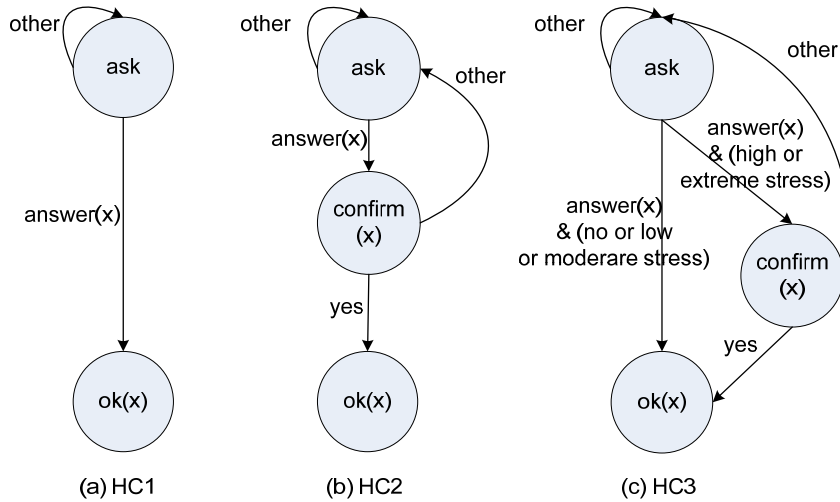 other
ask
answer(x)
ok(x)
(a) HC1
other
ask
other
answer(x)
confirm
(x)
yes
ok(x)
(b) HC2
other
ask
other
answer(x)
& (high or
extreme stress)
answer(x)
& (no or low
or moderare stress)
confirm
(x)
yes
ok(x)
(c) HC3